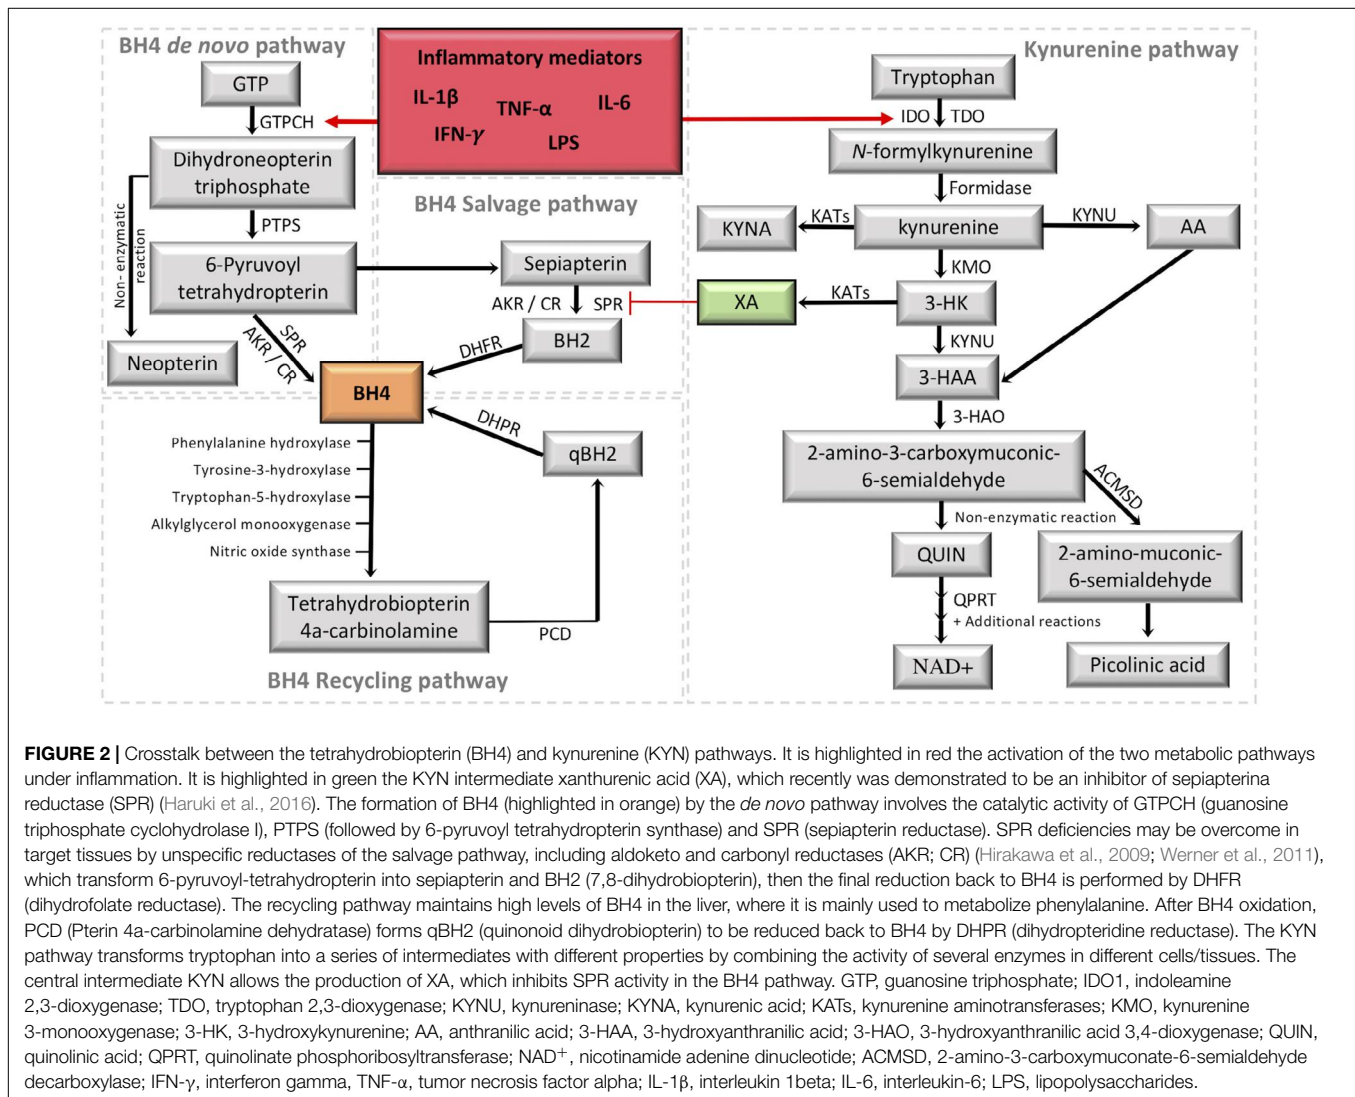 BH4 de novo pathway
GTP
GTPCH
Dihydroneopterin
triphosphate
Non- enzymatic
reaction
PTPS
6-Pyruvoyl
tetrahydropterin
SPR
AKR / CR
Neopterin
Inflammatory mediators
IL-1β
TNF-α
IL-6
IFN-γ
LPS
BH4 Salvage pathway
Sepiapterin
AKR / CR
SPR
BH2
DHFR
BH4
Phenylalanine hydroxylase
Tyrosine-3-hydroxylase
Tryptophan-5-hydroxylase
Alkylglycerol monooxygenase
Nitric oxide synthase
DHPR
qBH2
Tetrahydrobiopterin
4a-carbinolamine
PCD
BH4 Recycling pathway
Kynurenine pathway
Tryptophan
IDO
TDO
N-formylkynurenine
Formidase
KYNA
KATs
kynurenine
KYNU
AA
KMO
XA
KATs
3-HK
KYNU
3-HAA
3-HAO
2-amino-3-carboxymuconic-
6-semialdehyde
ACMSD
Non-enzymatic reaction
QUIN
2-amino-muconic-
6-semialdehyde
QPRT
+ Additional reactions
NAD+
Picolinic acid
FIGURE 2 | Crosstalk between the tetrahydrobiopterin (BH4) and kynurenine (KYN) pathways. It is highlighted in red the activation of the two metabolic pathways
under inflammation. It is highlighted in green the KYN intermediate xanthurenic acid (XA), which recently was demonstrated to be an inhibitor of sepiapterina
reductase (SPR) (Haruki et al., 2016). The formation of BH4 (highlighted in orange) by the de novo pathway involves the catalytic activity of GTPCH (guanosine
triphosphate cyclohydrolase I), PTPS (followed by 6-pyruvoyl tetrahydropterin synthase) and SPR (sepiapterin reductase). SPR deficiencies may be overcome in
target tissues by unspecific reductases of the salvage pathway, including aldoketo and carbonyl reductases (AKR; CR) (Hirakawa et al., 2009; Werner et al., 2011),
which transform 6-pyruvoyl-tetrahydropterin into sepiapterin and BH2 (7,8-dihydrobiopterin), then the final reduction back to BH4 is performed by DHFR
(dihydrofolate reductase). The recycling pathway maintains high levels of BH4 in the liver, where it is mainly used to metabolize phenylalanine. After BH4 oxidation,
PCD (Pterin 4a-carbinolamine dehydratase) forms qBH2 (quinonoid dihydrobiopterin) to be reduced back to BH4 by DHPR (dihydropteridine reductase). The KYN
pathway transforms tryptophan into a series of intermediates with different properties by combining the activity of several enzymes in different cells/tissues. The
central intermediate KYN allows the production of XA, which inhibits SPR activity in the BH4 pathway. GTP, guanosine triphosphate; IDO1, indoleamine
2,3-dioxygenase; TDO, tryptophan 2,3-dioxygenase; KYNU, kynureninase; KYNA, kynurenic acid; KATs, kynurenine aminotransferases; KMO, kynurenine
3-monooxygenase; 3-HK, 3-hydroxykynurenine; AA, anthranilic acid; 3-HAA, 3-hydroxyanthranilic acid; 3-HAO, 3-hydroxyanthranilic acid 3,4-dioxygenase; QUIN,
quinolinic acid; QPRT, quinolinate phosphoribosyltransferase; NAD⁺, nicotinamide adenine dinucleotide; ACMSD, 2-amino-3-carboxymuconate-6-semialdehyde
decarboxylase; IFN-γ, interferon gamma, TNF-α, tumor necrosis factor alpha; IL-1β, interleukin 1beta; IL-6, interleukin-6; LPS, lipopolysaccharides.